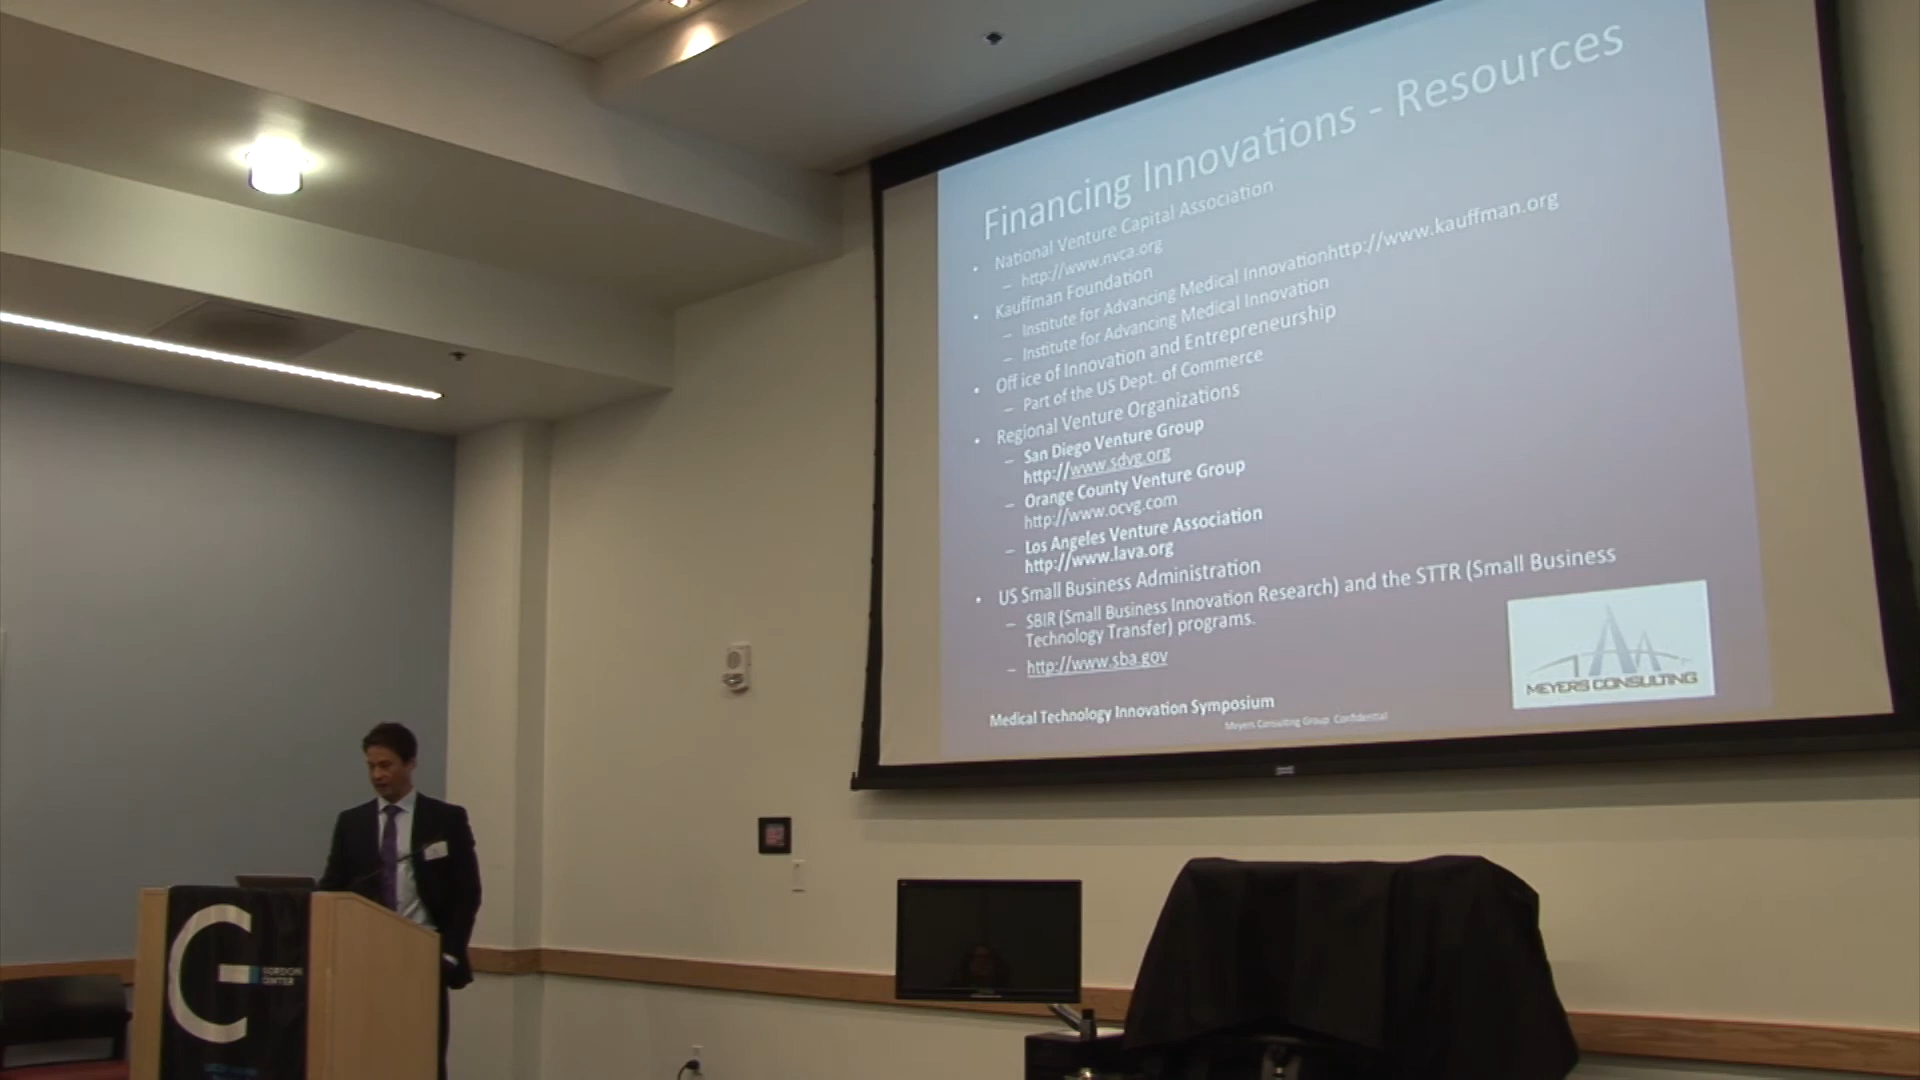 Financing Innovations - Resources
• National Venture Capital Association
– http://www.nvca.org
• Kauffman Foundation
– Institute for Advancing Medical Innovationhttp://www.kauffman.org
– Institute for Advancing Medical Innovation
• Off ice of Innovation and Entrepreneurship
– Part of the US Dept. of Commerce
• Regional Venture Organizations
– San Diego Venture Group
http://www.sdvg.org
– Orange County Venture Group
http://www.ocvg.com
– Los Angeles Venture Association
http://www.lava.org
• US Small Business Administration
– SBIR (Small Business Innovation Research) and the STTR (Small Business
Technology Transfer) programs.
– http://www.sba.gov
MEYERS CONSULTING
Medical Technology Innovation Symposium
Meyers Consulting Group Confidential
GORDON
CENTER